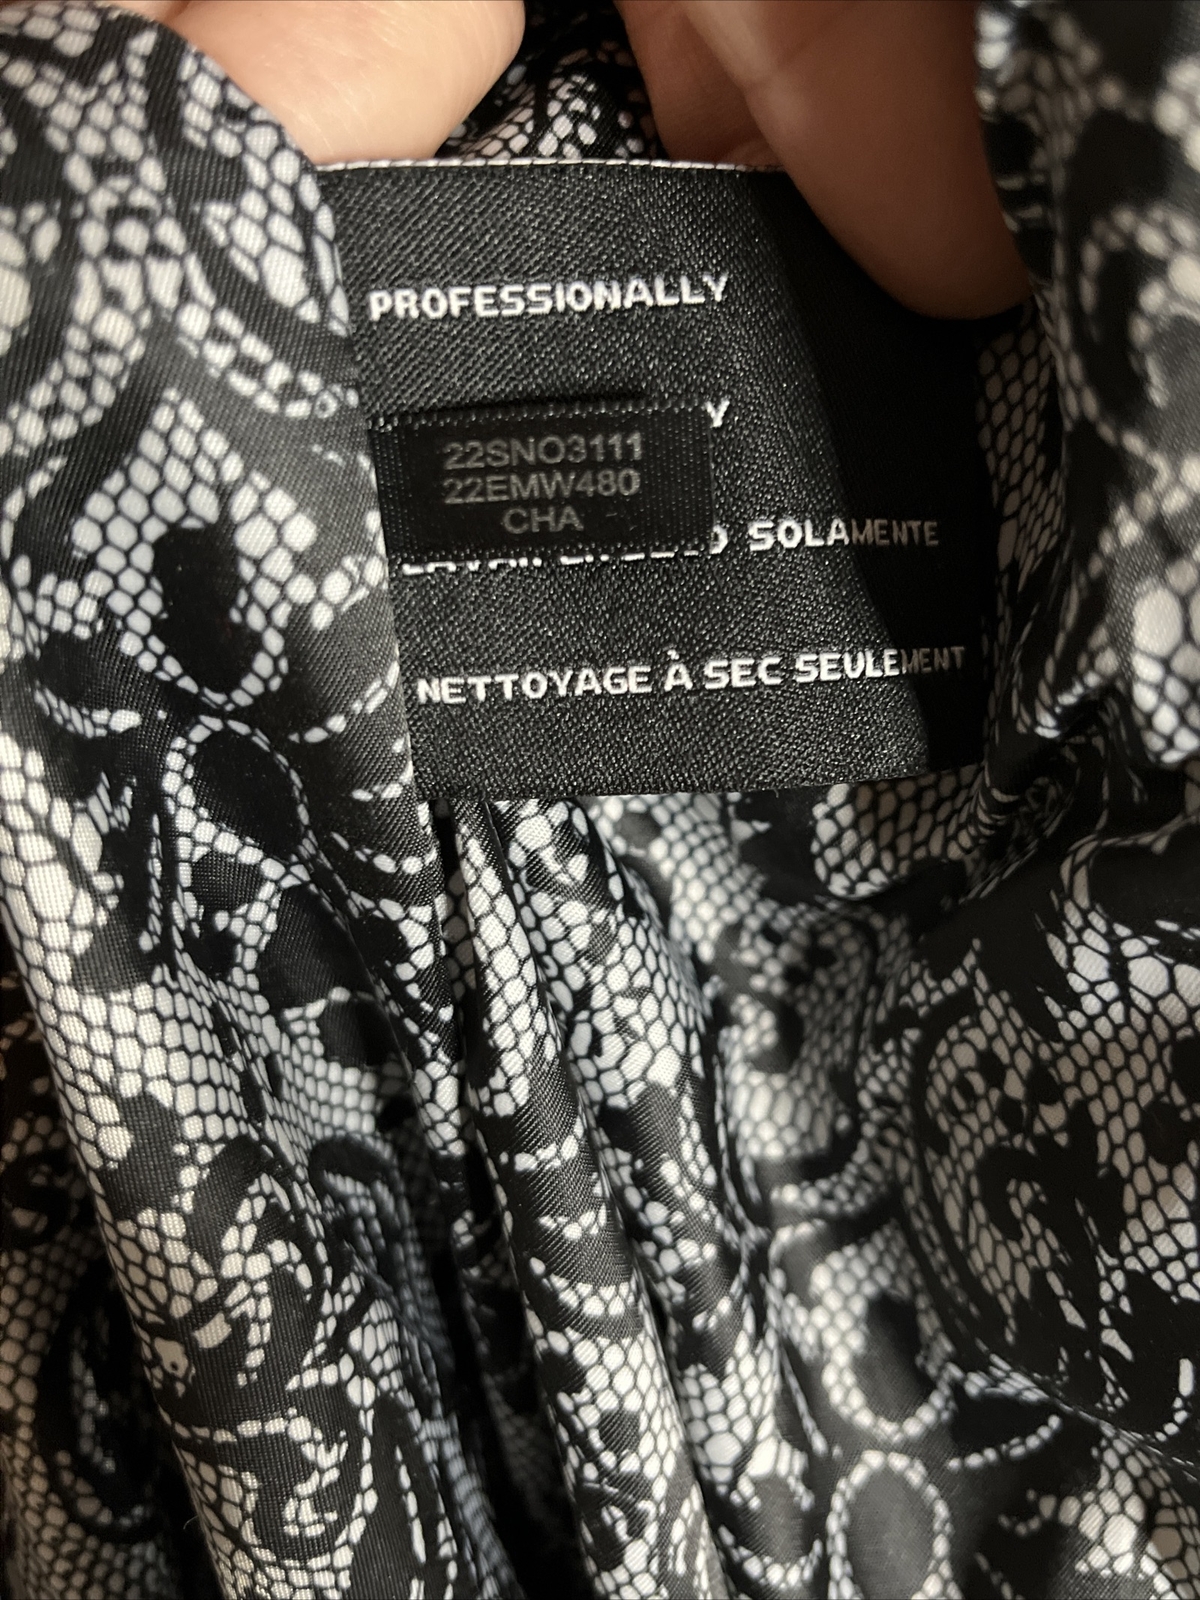 PROFESSIONALLY
Y
22SNO3111
22EMW480
CHA
SOLAMENTE
NETTOYAGE À SEC SEULEMENT